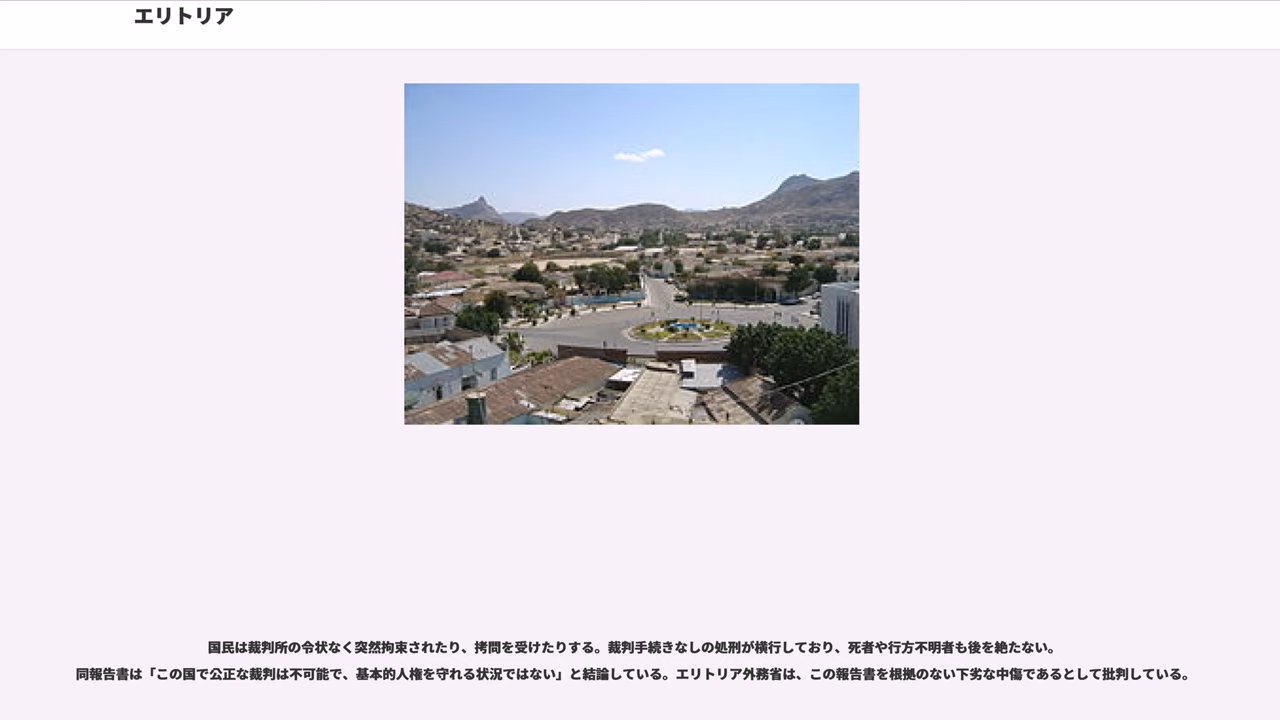 エリトリア
国民は裁判所の令状なく突然拘束されたり、拷問を受けたりする。裁判手続きなしの処刑が横行しており、死者や行方不明者も後を絶たない。
同報告書は「この国で公正な裁判は不可能で、基本的人権を守れる状況ではない」と結論している。エリトリア外務省は、この報告書を根拠のない下劣な中傷であるとして批判している。